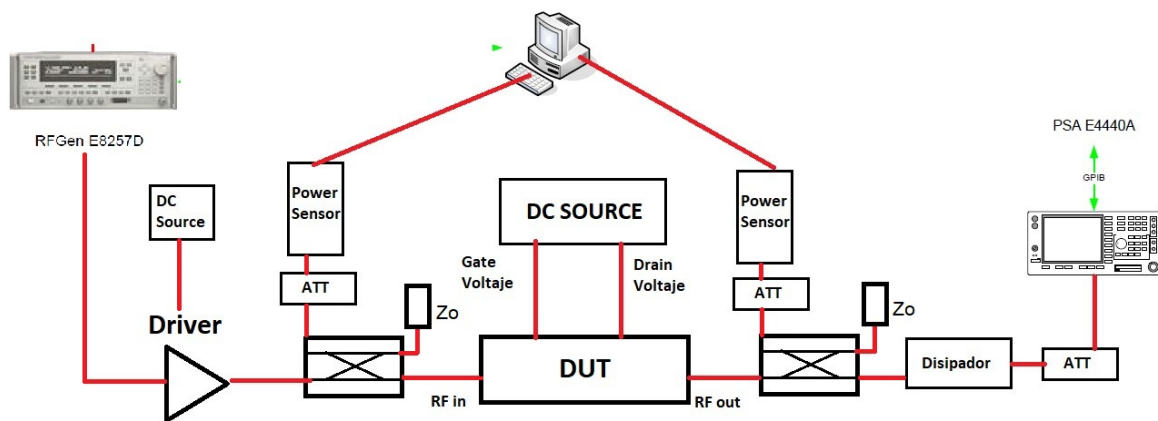 RFGen E8257D
PSA E4440A
GPIB
DC
Source
Power
Sensor
DC SOURCE
Power
Sensor
Gate
Voltaje
Drain
Voltaje
ATT
ATT
Zo
Zo
Driver
DUT
Disipador
ATT
RF in
RF out